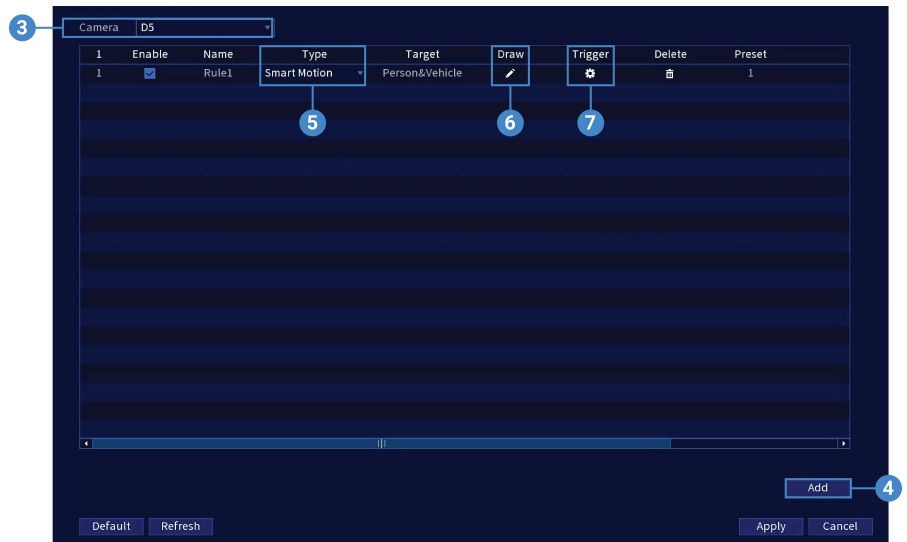 3 Camera D5
1 Enable Name Type Target Draw Trigger Delete Preset
1 Rule1 Smart Motion Person&Vehicle 1
5 6 7
Add 4
Default Refresh Apply Cancel